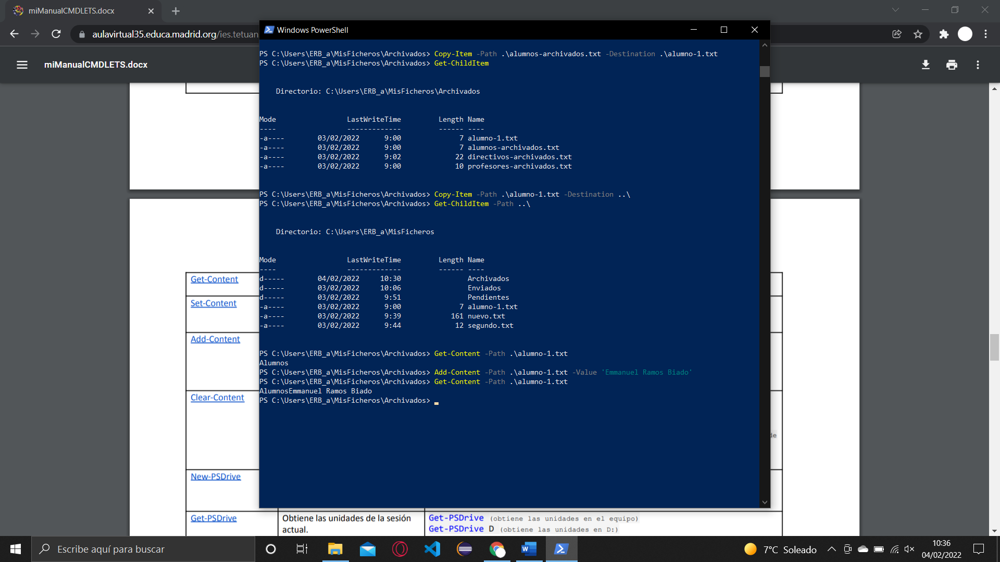 miManualCMDLETS.docx
aulavirtual35.educa.madrid.org/ies.tetuan
miManualCMDLETS.docx
Windows PowerShell
PS C:\Users\ERB_a\MisFicheros\Archivados> Copy-Item -Path .\alumnos-archivados.txt -Destination .\alumno-1.txt
PS C:\Users\ERB_a\MisFicheros\Archivados> Get-ChildItem
Directorio: C:\Users\ERB_a\MisFicheros\Archivados
Mode LastWriteTime Length Name
---- ------------- ------ ----
-a---- 03/02/2022 9:00 7 alumno-1.txt
-a---- 03/02/2022 9:00 7 alumnos-archivados.txt
-a---- 03/02/2022 9:02 22 directivos-archivados.txt
-a---- 03/02/2022 9:00 10 profesores-archivados.txt
PS C:\Users\ERB_a\MisFicheros\Archivados> Copy-Item -Path .\alumno-1.txt -Destination ..\
PS C:\Users\ERB_a\MisFicheros\Archivados> Get-ChildItem -Path ..\
Directorio: C:\Users\ERB_a\MisFicheros
Mode LastWriteTime Length Name
---- ------------- ------ ----
d----- 04/02/2022 10:30 Archivados
d----- 03/02/2022 10:06 Enviados
d----- 03/02/2022 9:51 Pendientes
-a---- 03/02/2022 9:00 7 alumno-1.txt
-a---- 03/02/2022 9:39 161 nuevo.txt
-a---- 03/02/2022 9:44 12 segundo.txt
PS C:\Users\ERB_a\MisFicheros\Archivados> Get-Content -Path .\alumno-1.txt
Alumnos
PS C:\Users\ERB_a\MisFicheros\Archivados> Add-Content -Path .\alumno-1.txt -Value 'Emmanuel Ramos Biado'
PS C:\Users\ERB_a\MisFicheros\Archivados> Get-Content -Path .\alumno-1.txt
AlumnosEmmanuel Ramos Biado
PS C:\Users\ERB_a\MisFicheros\Archivados>
Get-Content
Set-Content
Add-Content
Clear-Content
de
New-PSDrive
Get-PSDrive
Obtiene las unidades de la sesión
actual.
Get-PSDrive (obtiene las unidades en el equipo)
Get-PSDrive D (obtiene las unidades en D:)
Escribe aquí para buscar
7°C Soleado
10:36
04/02/2022